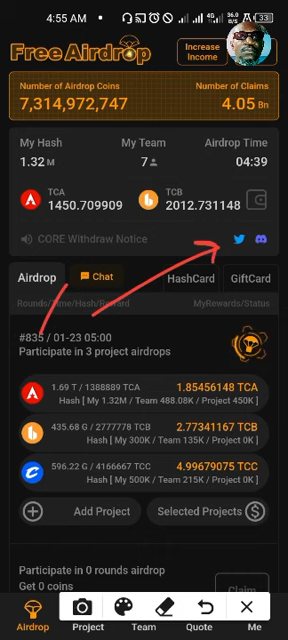 4:55 AM
4G
36.0
B/S
33
Free Airdrop
Increase
Income
Number of Airdrop Coins
Number of Claims
7,314,972,747
4.05 Bn
My Hash
My Team
Airdrop Time
1.32 M
7
04:39
TCA
1450.709909
TCB
2012.731148
CORE Withdraw Notice
Airdrop
Chat
HashCard
GiftCard
Rounds/Time/Hash/Reward
MyRewards/Status
#835 / 01-23 05:00
Participate in 3 project airdrops
1.69 T / 1388889 TCA
1.85456148 TCA
Hash [ My 1.32M / Team 488.08K / Project 450K ]
435.68 G / 2777778 TCB
2.77341167 TCB
Hash [ My 300K / Team 135K / Project 0K ]
596.22 G / 4166667 TCC
4.99679075 TCC
Hash [ My 500K / Team 215K / Project 0K ]
Add Project
Selected Projects
Participate in 0 rounds airdrop
Get 0 coins
Claim
Airdrop
Project
Team
Quote
Me